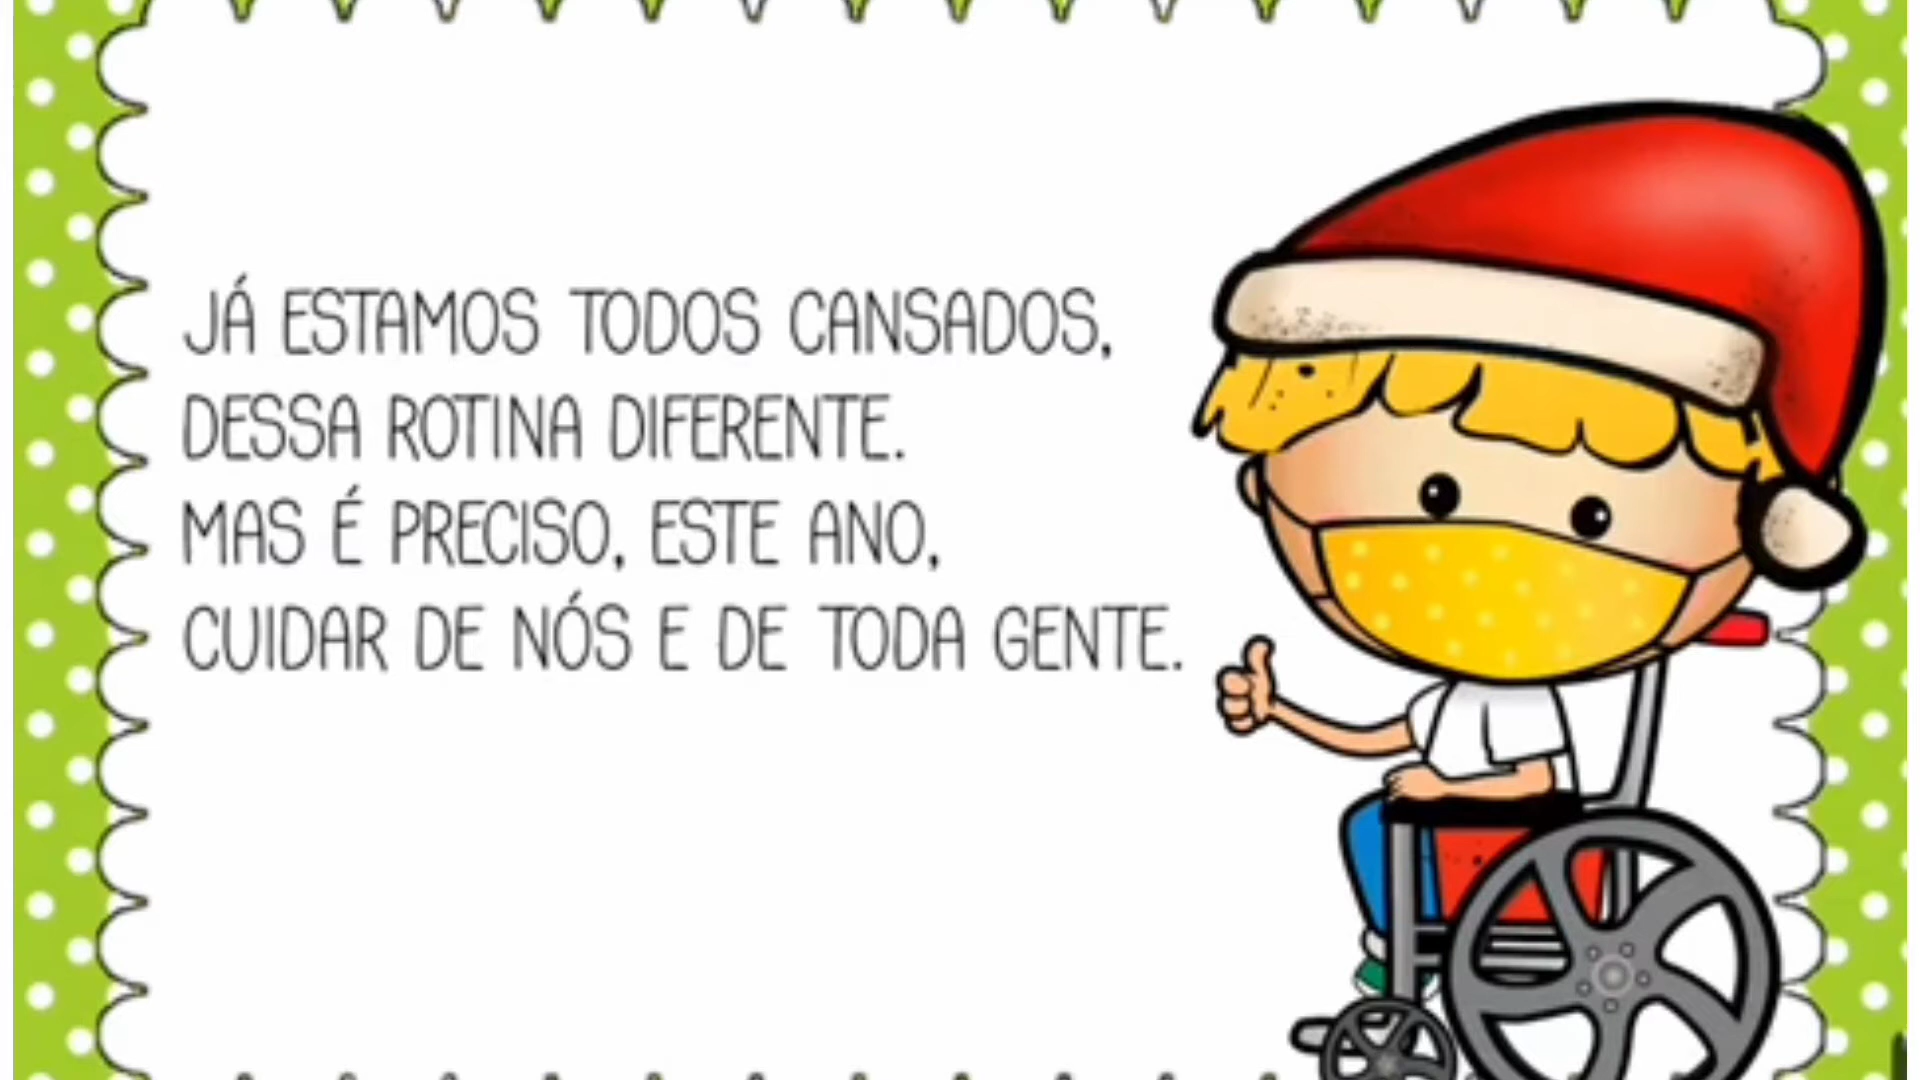 JÁ ESTAMOS TODOS CANSADOS,
DESSA ROTINA DIFERENTE.
MAS É PRECISO, ESTE ANO,
CUIDAR DE NÓS E DE TODA GENTE.